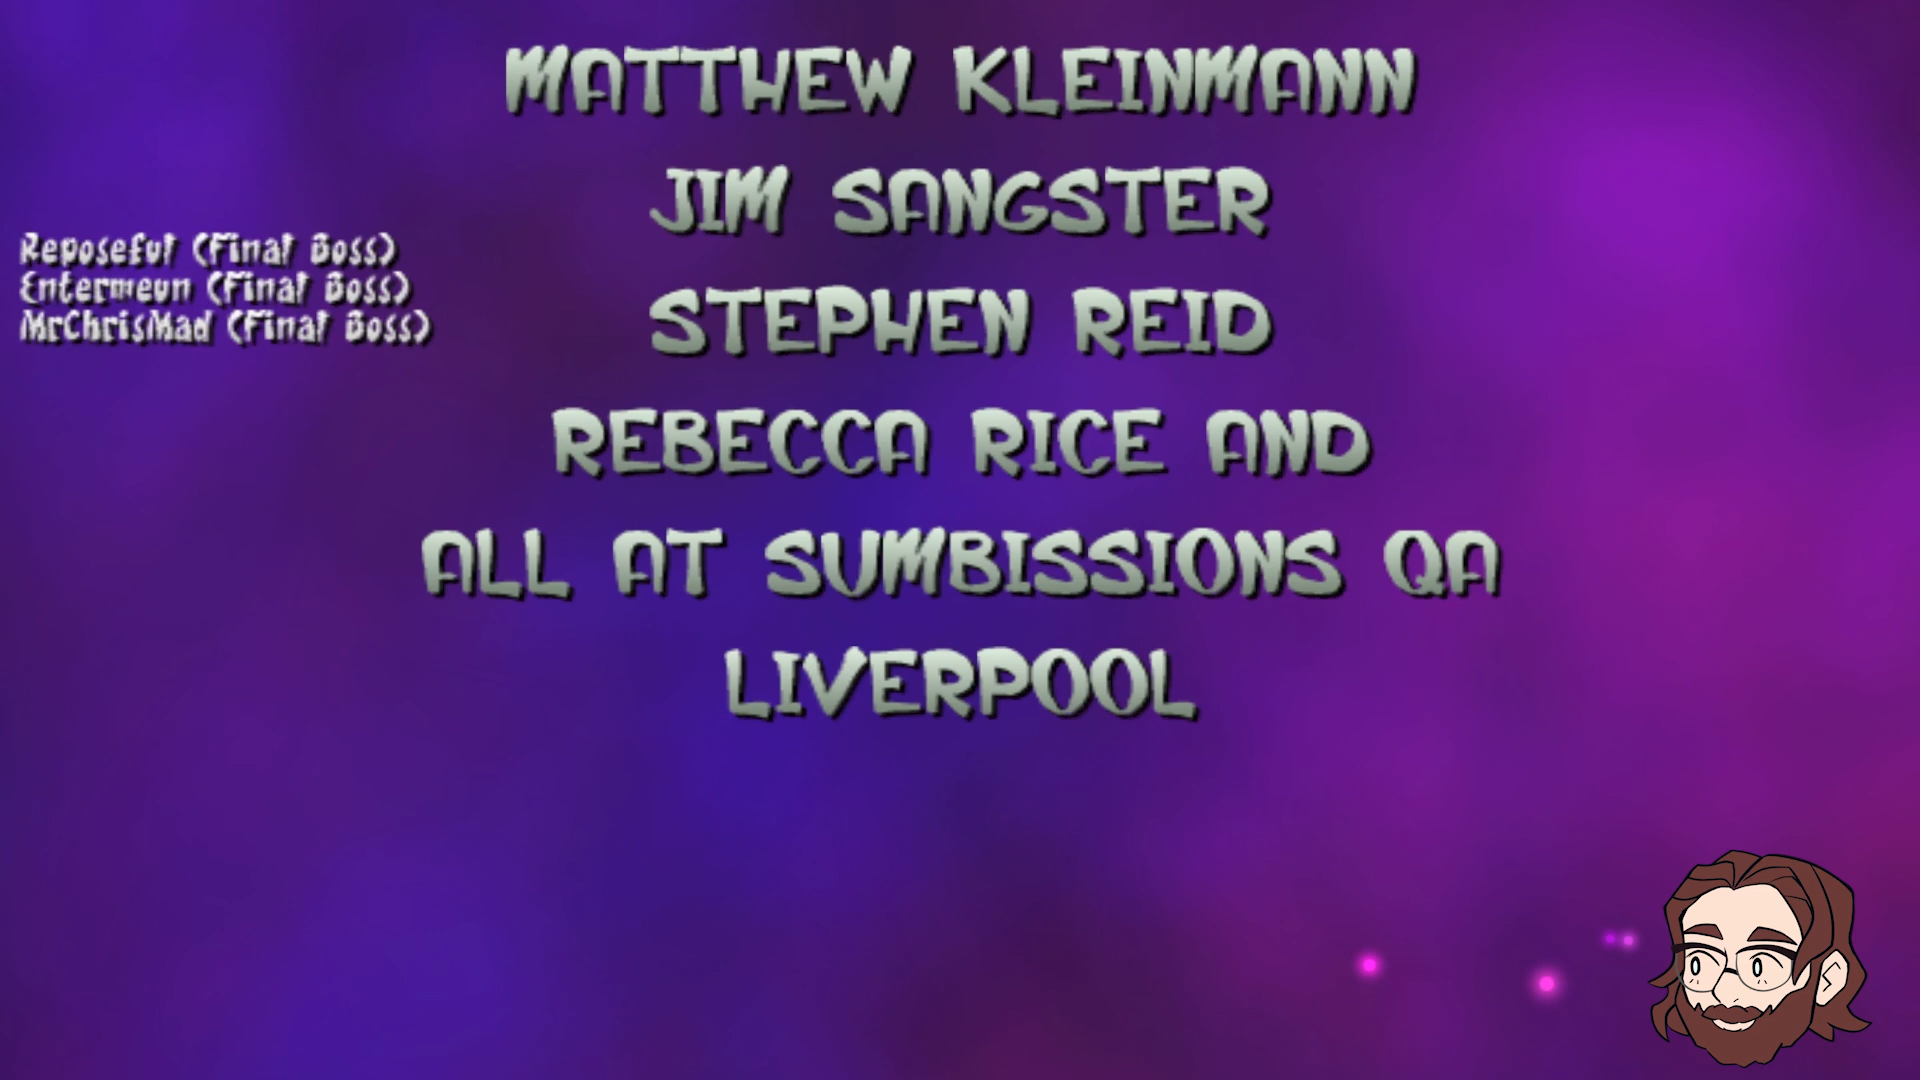 MATTHEW KLEINMANN
JIM SANGSTER
STEPHEN REID
REBECCA RICE AND
ALL AT SUMBISSIONS QA
LIVERPOOL
Reposeful (Final Boss)
Entermeun (Final Boss)
MrChrisMad (Final Boss)